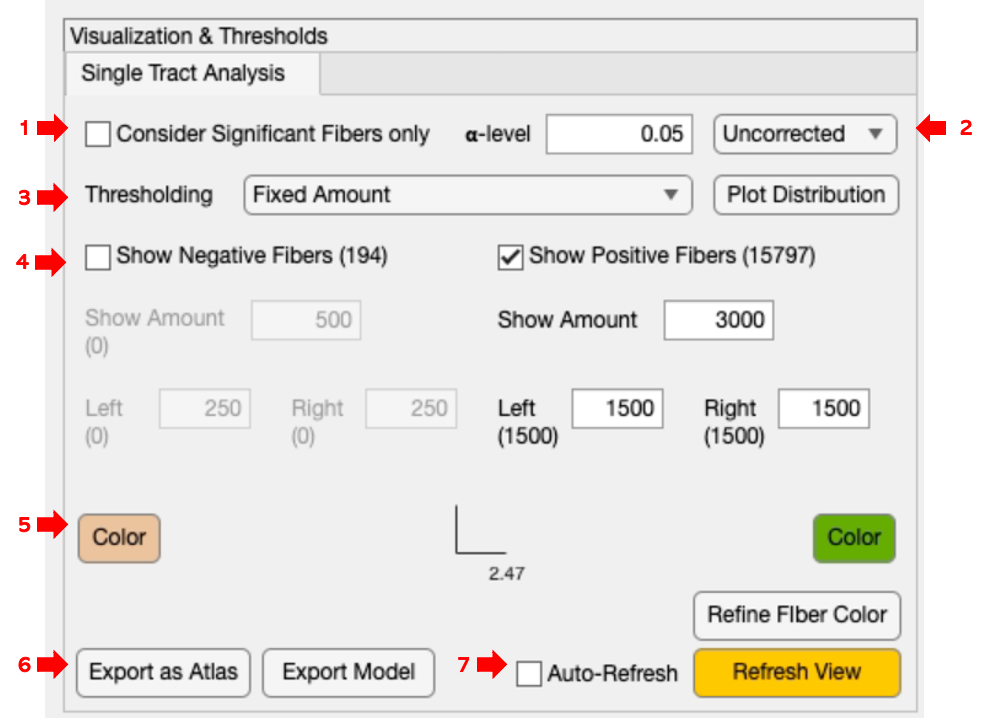 Visualization & Thresholds
Single Tract Analysis
1 Consider Significant Fibers only α-level 0.05 Uncorrected 2
3 Thresholding Fixed Amount Plot Distribution
4 Show Negative Fibers (194) Show Positive Fibers (15797)
Show Amount 500 Show Amount 3000
(0)
Left 250 Right 250 Left 1500 Right 1500
(0) (0) (1500) (1500)
5 Color Color
2.47
Refine FIber Color
6 Export as Atlas Export Model 7 Auto-Refresh Refresh View